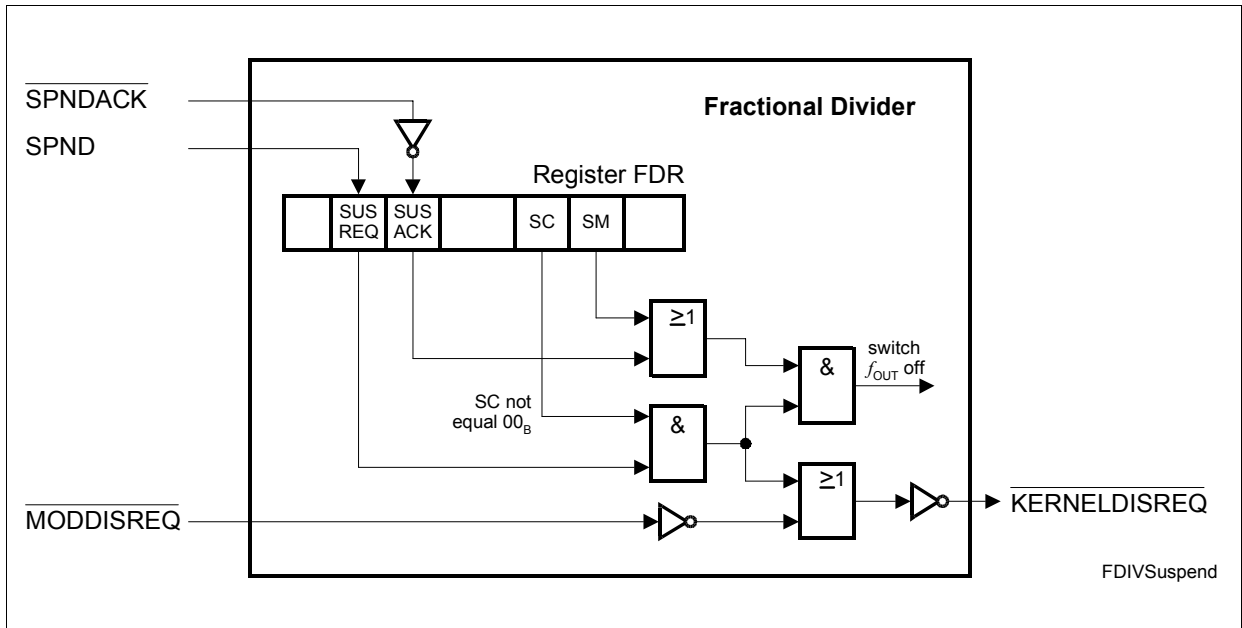 SPNDACK
SPND
Fractional Divider
Register FDR
SUS
REQ
SUS
ACK
SC
SM
≥1
&
switch
fOUT off
SC not
equal 00B
&
≥1
MODDISREQ
KERNELDISREQ
FDIVSuspend